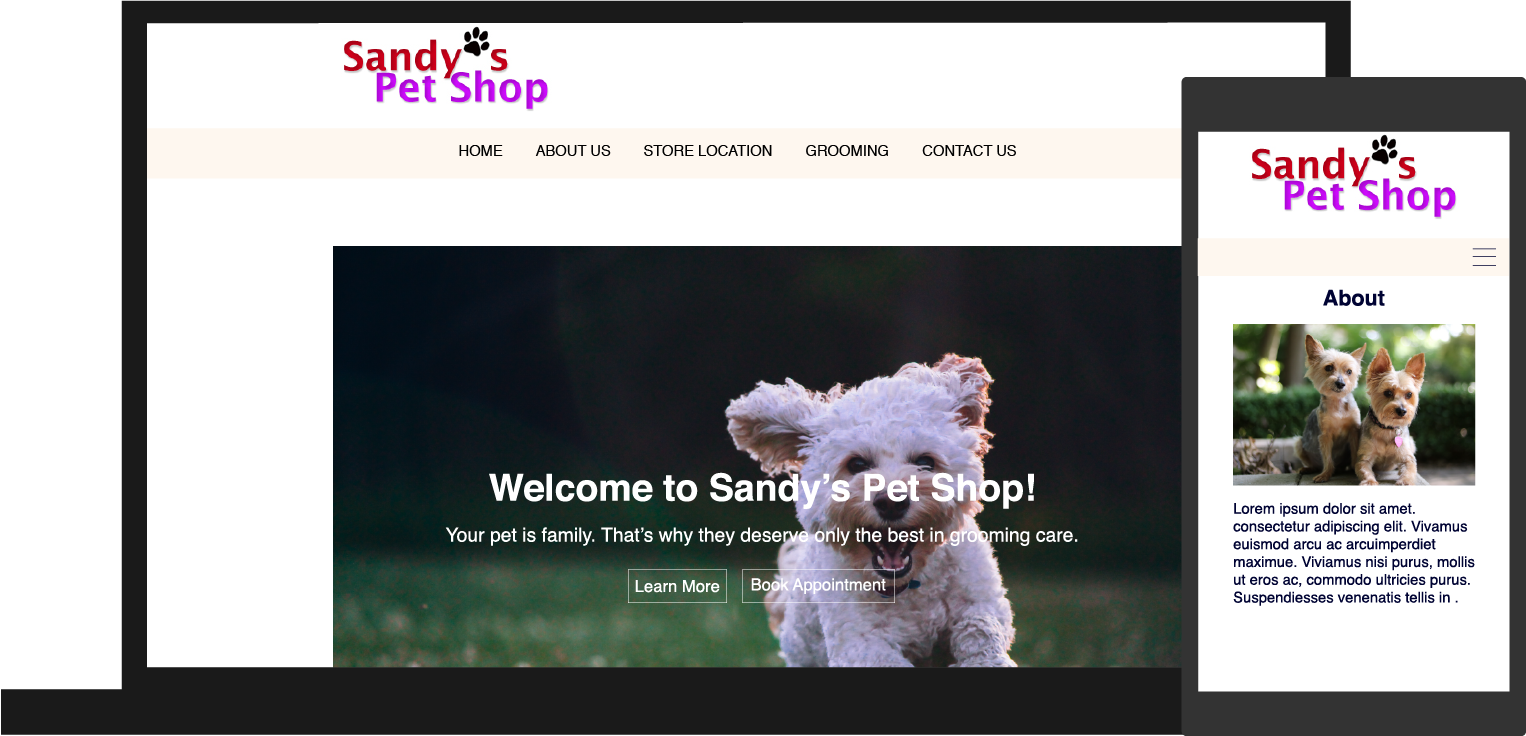 Sandy's
Pet Shop
HOME ABOUT US STORE LOCATION GROOMING CONTACT US
Welcome to Sandy’s Pet Shop!
Your pet is family. That’s why they deserve only the best in grooming care.
Learn More Book Appointment
Sandy's
Pet Shop
About
Lorem ipsum dolor sit amet.
consectetur adipiscing elit. Vivamus
euismod arcu ac arcuimperdiet
maximue. Viviamus nisi purus, mollis
ut eros ac, commodo ultricies purus.
Suspendiesses venenatis tellis in .